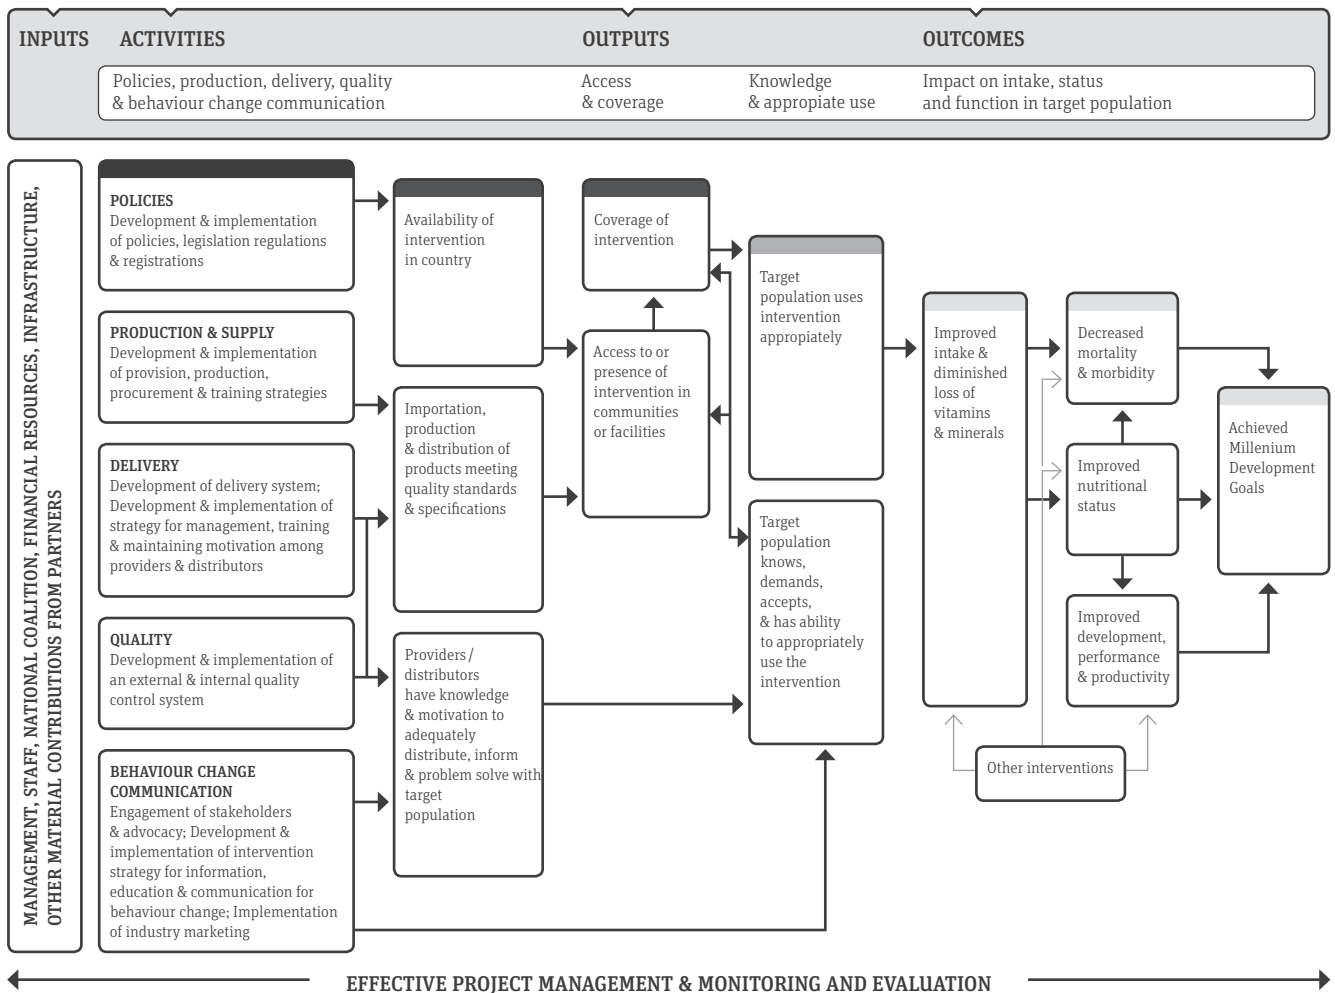 INPUTS
ACTIVITIES
OUTPUTS
OUTCOMES
Policies, production, delivery, quality
& behaviour change communication
Access
& coverage
Knowledge
& appropiate use
Impact on intake, status
and function in target population
MANAGEMENT, STAFF, NATIONAL COALITION, FINANCIAL RESOURCES, INFRASTRUCTURE,
OTHER MATERIAL CONTRIBUTIONS FROM PARTNERS
POLICIES
Development & implementation
of policies, legislation regulations
& registrations
PRODUCTION & SUPPLY
Development & implementation
of provision, production,
procurement & training strategies
DELIVERY
Development of delivery system;
Development & implementation of
strategy for management, training
& maintaining motivation among
providers & distributors
QUALITY
Development & implementation of
an external & internal quality
control system
BEHAVIOUR CHANGE
COMMUNICATION
Engagement of stakeholders
& advocacy; Development &
implementation of intervention
strategy for information,
education & communication for
behaviour change; Implementation
of industry marketing
Availability of
intervention
in country
Importation,
production
& distribution of
products meeting
quality standards
& specifications
Providers/
distributors
have knowledge
& motivation to
adequately
distribute, inform
& problem solve with
target
population
Coverage of
intervention
Access to or
presence of
intervention in
communities
or facilities
Target
population uses
intervention
appropiately
Target
population
knows,
demands,
accepts,
& has ability
to appropriately
use the
intervention
Improved
intake &
diminished
loss of
vitamins
& minerals
Decreased
mortality
& morbidity
Improved
nutritional
status
Improved
development,
performance
& productivity
Other interventions
Achieved
Millenium
Development
Goals
EFFECTIVE PROJECT MANAGEMENT & MONITORING AND EVALUATION